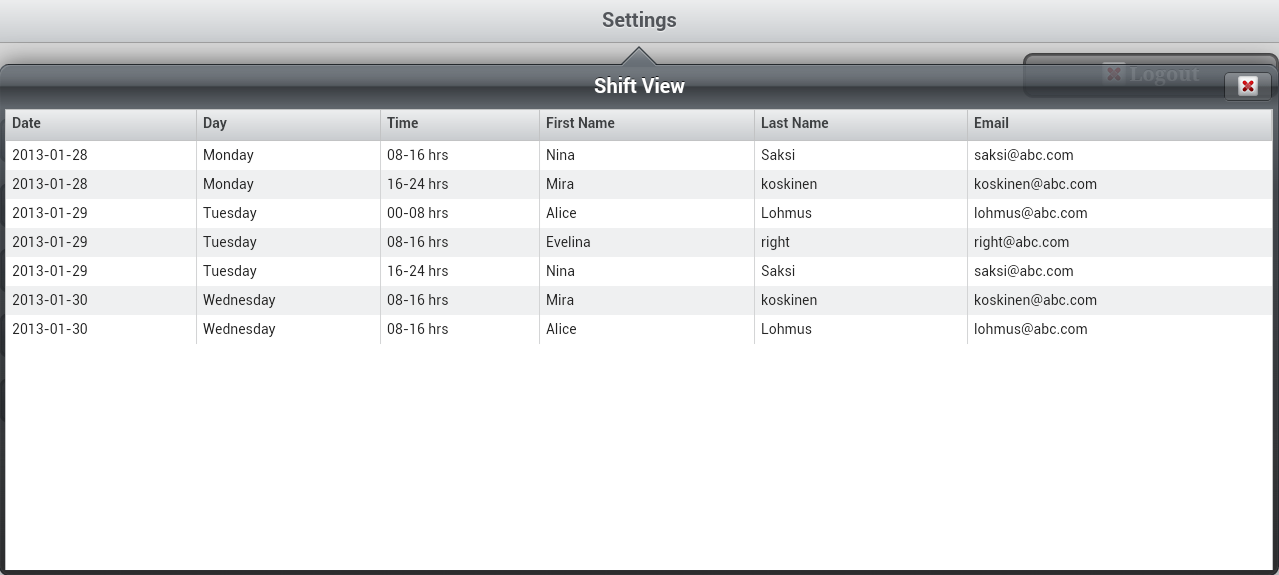 Settings
Logout
Shift View
Date Day Time First Name Last Name Email
2013-01-28 Monday 08-16 hrs Nina Saksi saksi@abc.com
2013-01-28 Monday 16-24 hrs Mira koskinen koskinen@abc.com
2013-01-29 Tuesday 00-08 hrs Alice Lohmus lohmus@abc.com
2013-01-29 Tuesday 08-16 hrs Evelina right right@abc.com
2013-01-29 Tuesday 16-24 hrs Nina Saksi saksi@abc.com
2013-01-30 Wednesday 08-16 hrs Mira koskinen koskinen@abc.com
2013-01-30 Wednesday 08-16 hrs Alice Lohmus lohmus@abc.com